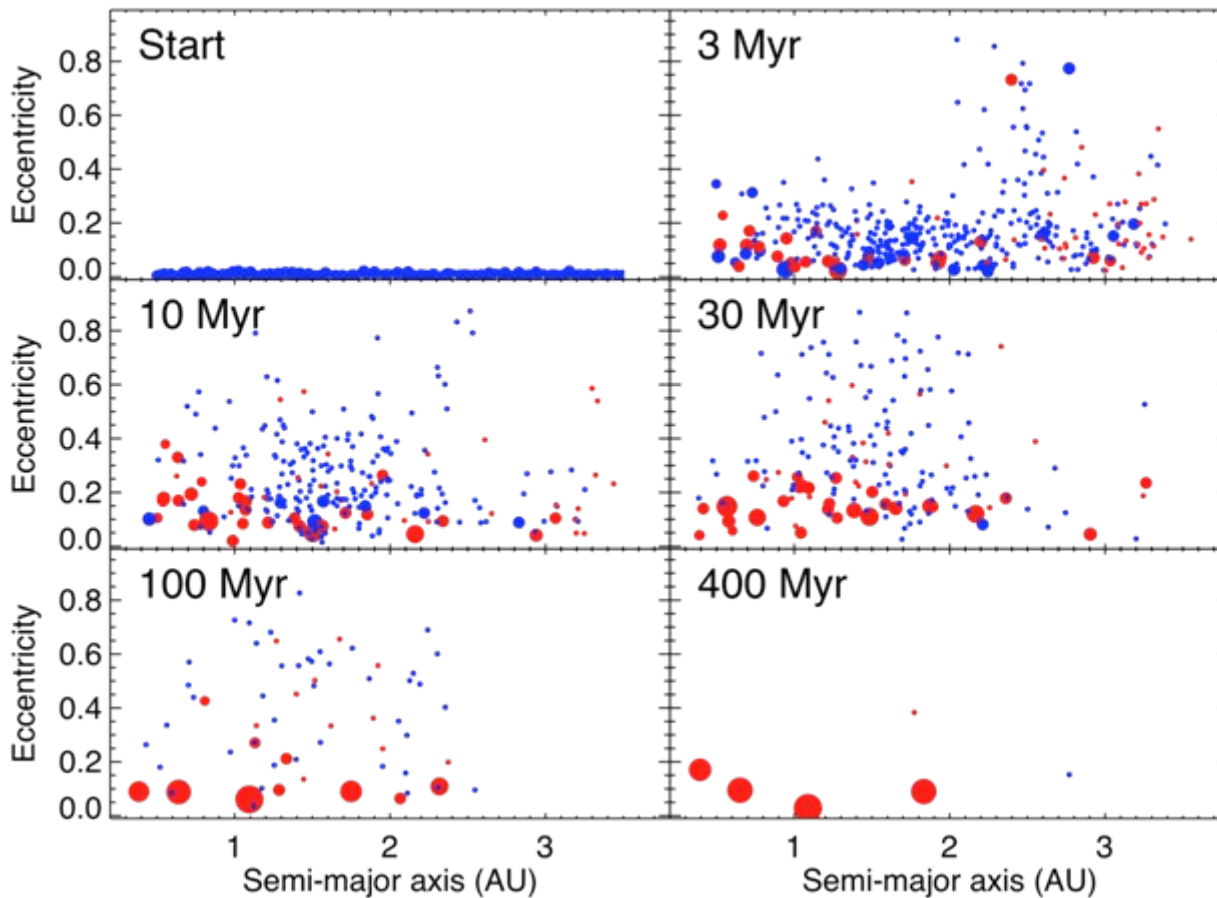 Start
3 Myr
Eccentricity
0.8
0.6
0.4
0.2
0.0
10 Myr
30 Myr
Eccentricity
0.8
0.6
0.4
0.2
0.0
100 Myr
400 Myr
Eccentricity
0.8
0.6
0.4
0.2
0.0
1 2 3 1 2 3
Semi-major axis (AU) Semi-major axis (AU)